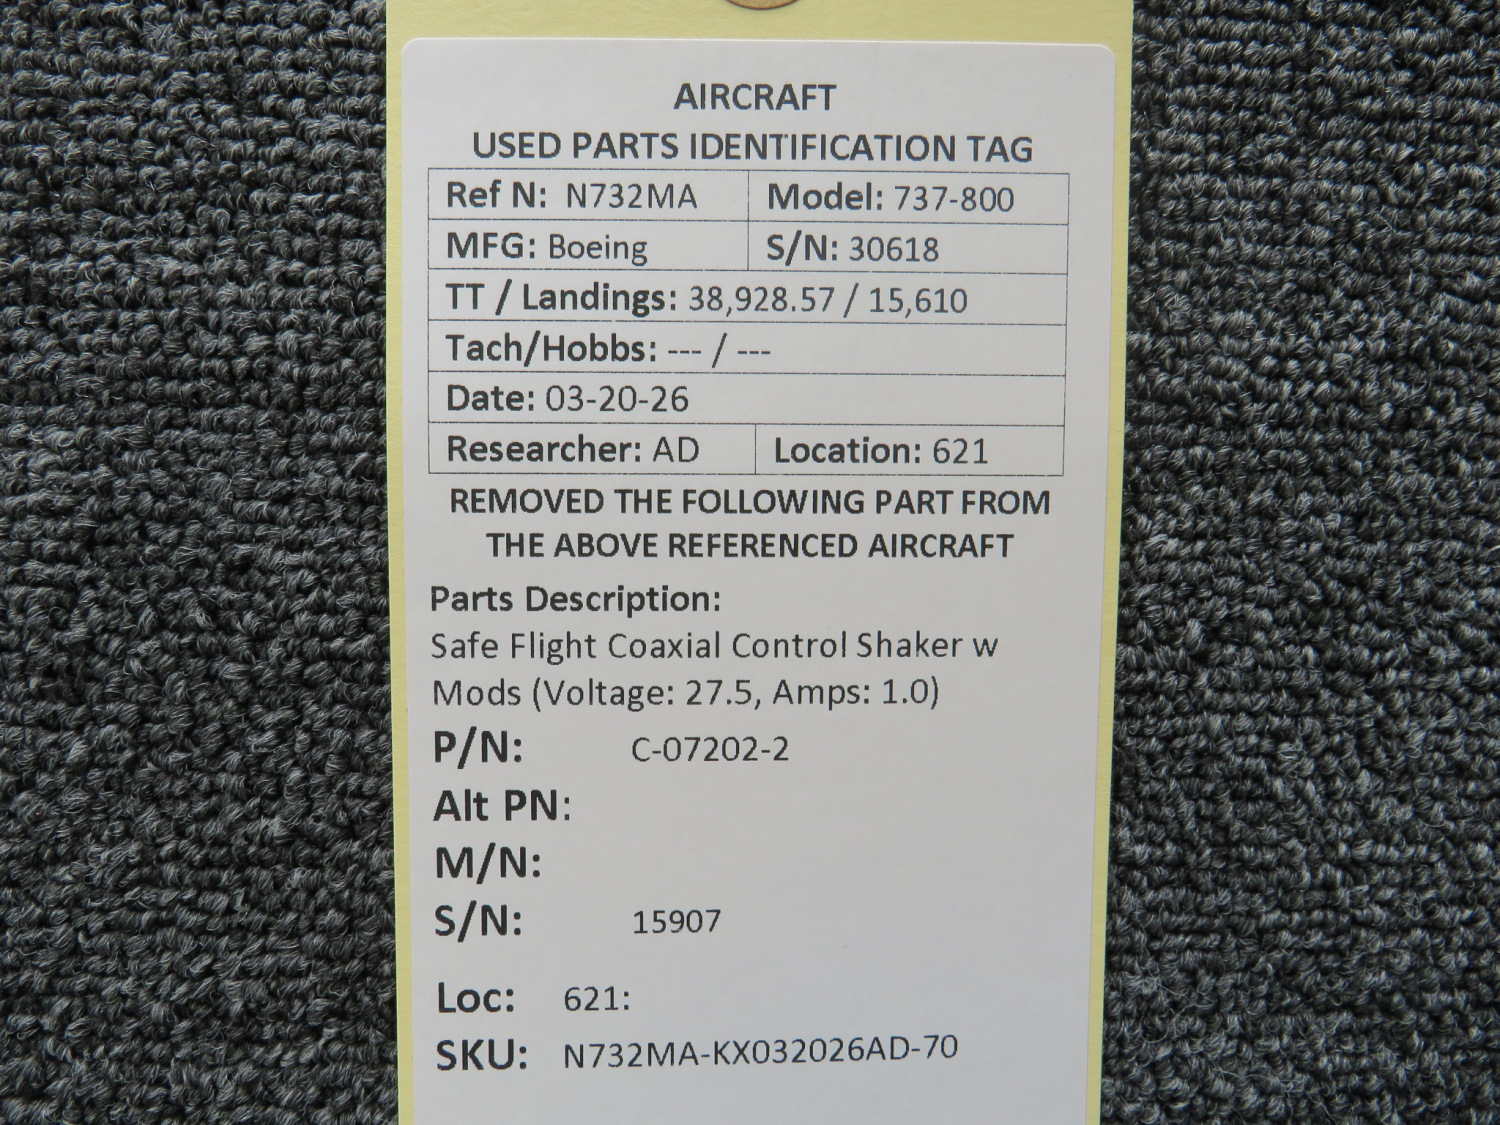 AIRCRAFT
USED PARTS IDENTIFICATION TAG
Ref N: N732MA Model: 737-800
MFG: Boeing S/N: 30618
TT / Landings: 38,928.57 / 15,610
Tach/Hobbs: --- / ---
Date: 03-20-26
Researcher: AD Location: 621
REMOVED THE FOLLOWING PART FROM
THE ABOVE REFERENCED AIRCRAFT
Parts Description:
Safe Flight Coaxial Control Shaker w
Mods (Voltage: 27.5, Amps: 1.0)
P/N: C-07202-2
Alt PN:
M/N:
S/N: 15907
Loc: 621:
SKU: N732MA-KX032026AD-70